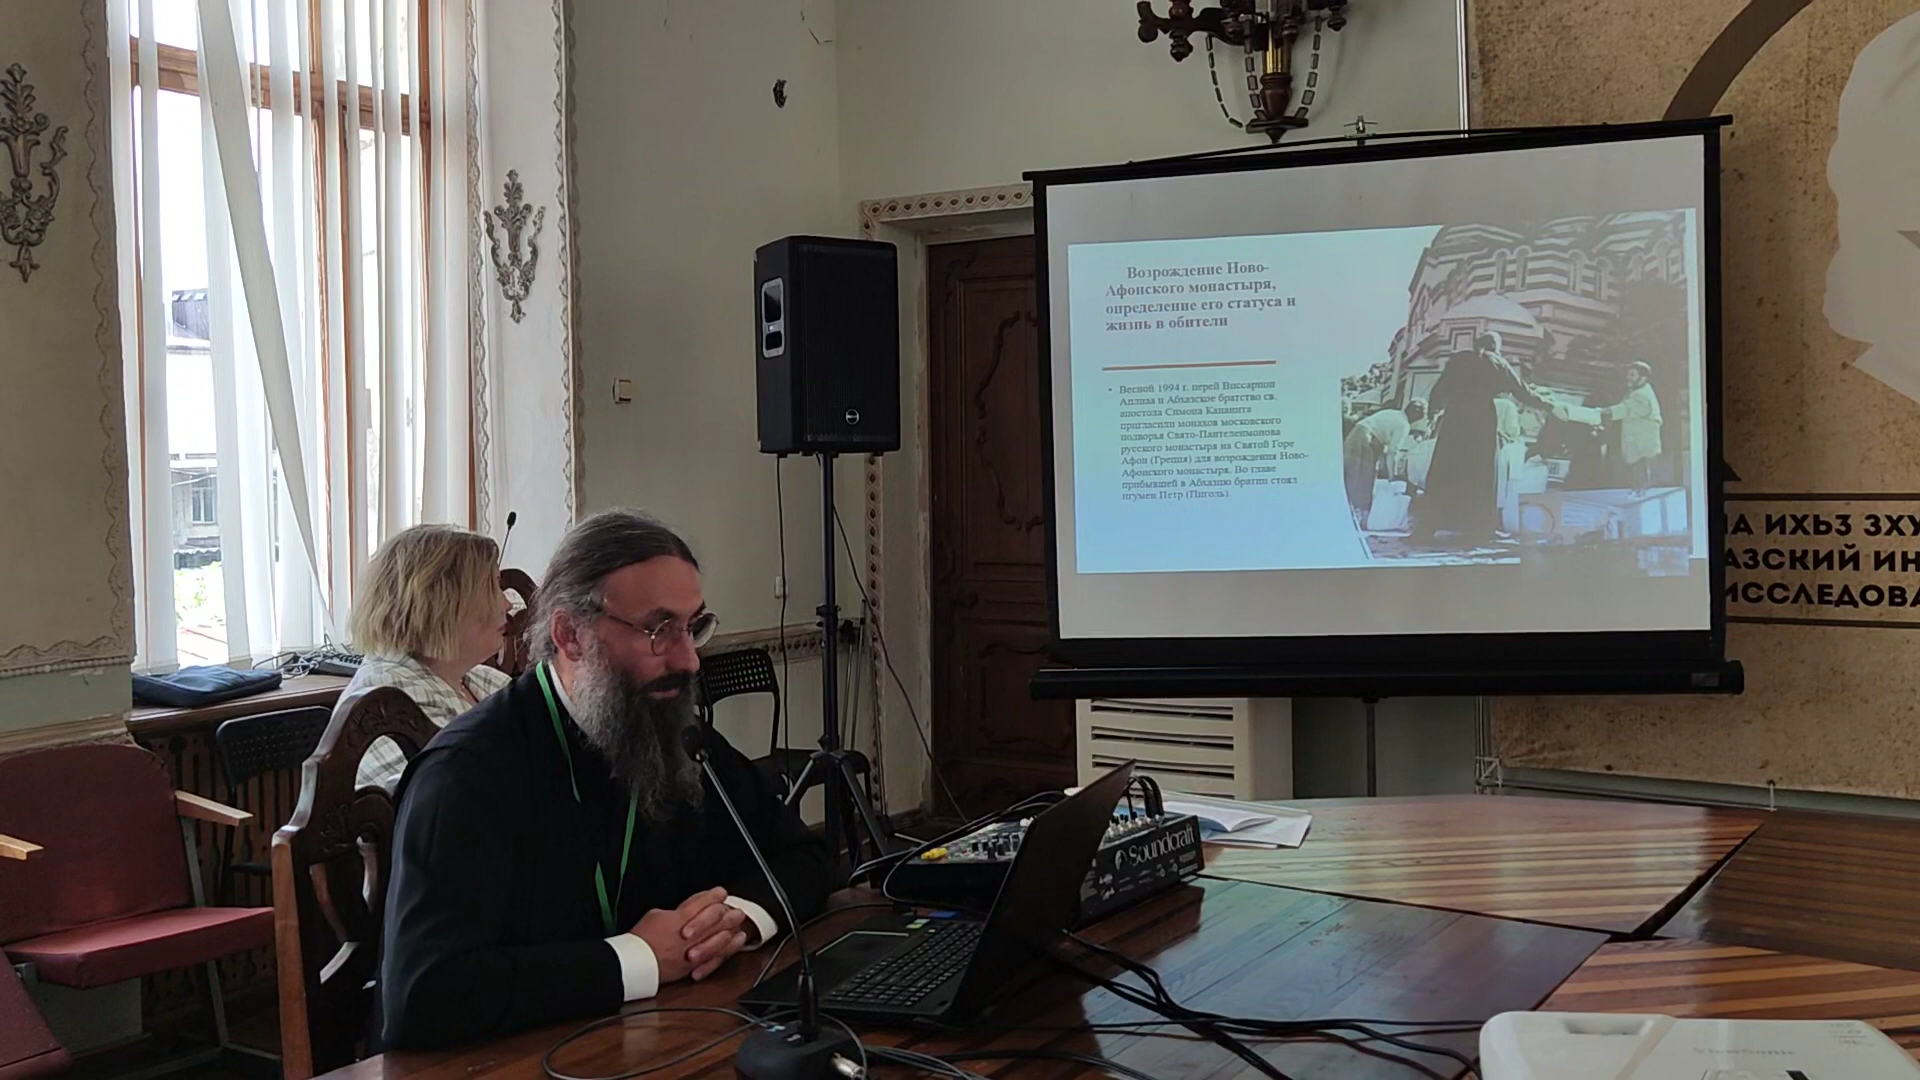 Возрождение Ново-
Афонского монастыря,
определение его статуса и
жизнь в обители
• Весной 1994 г. иерей Виссарион
Аплиаа и Абхазское братство св.
апостола Симона Кананита
пригласили монахов московского
подворья Свято-Пантелеимонова
русского монастыря на Святой Горе
Афон (Греция) для возрождения Ново-
Афонского монастыря. Во главе
прибывшей в Абхазию братии стоял
игумен Петр (Пиголь).
ИА ИХЬЗ ЗХУ
АЗСКИЙ ИН
ИССЛЕДОВА
Soundcraft
ViewSonic